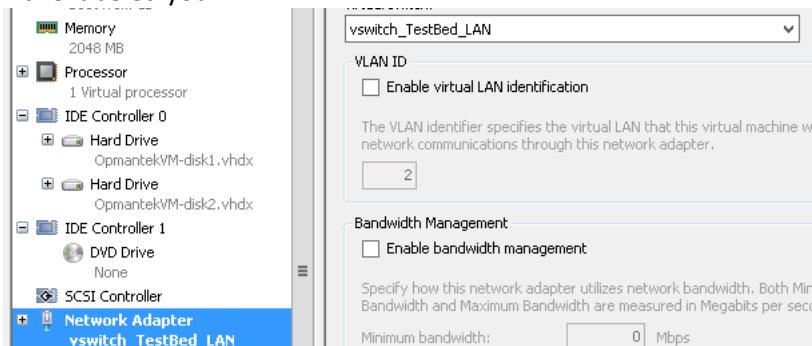 Memory
2048 MB
Processor
1 Virtual processor
IDE Controller 0
Hard Drive
OpmantekVM-disk1.vhdx
Hard Drive
OpmantekVM-disk2.vhdx
IDE Controller 1
DVD Drive
None
SCSI Controller
Network Adapter
vswitch_TestBed_LAN
vswitch_TestBed_LAN
VLAN ID
Enable virtual LAN identification
The VLAN identifier specifies the virtual LAN that this virtual machine w
network communications through this network adapter.
2
Bandwidth Management
Enable bandwidth management
Specify how this network adapter utilizes network bandwidth. Both Min
Bandwidth and Maximum Bandwidth are measured in Megabits per seco
Minimum bandwidth: 0 Mbps